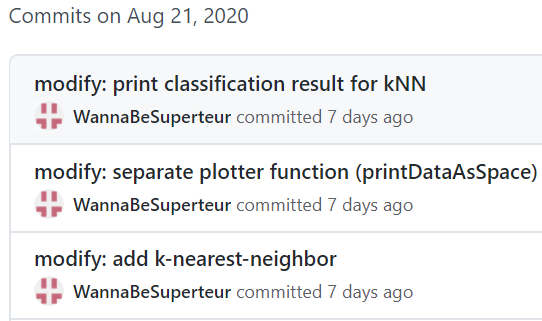 Commits on Aug 21, 2020
modify: print classification result for kNN
WannaBeSuperteur committed 7 days ago
modify: separate plotter function (printDataAsSpace)
WannaBeSuperteur committed 7 days ago
modify: add k-nearest-neighbor
WannaBeSuperteur committed 7 days ago